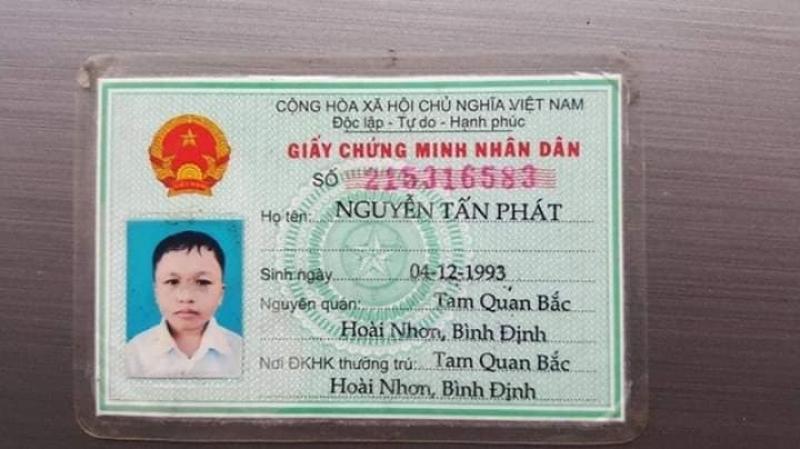 CỘNG HÒA XÃ HỘI CHỦ NGHĨA VIỆT NAM
Độc lập - Tự do - Hạnh phúc
GIẤY CHỨNG MINH NHÂN DÂN
SỐ 215316583
Họ tên: NGUYỄN TẤN PHÁT
Sinh ngày 04-12-1993
Nguyên quán: Tam Quan Bắc
Hoài Nhơn, Bình Định
Nơi ĐKHK thường trú: Tam Quan Bắc
Hoài Nhơn, Bình Định